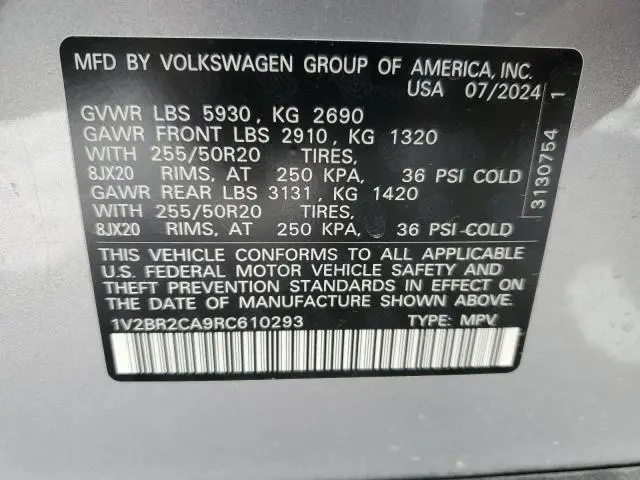 MFD BY VOLKSWAGEN GROUP OF AMERICA, INC.
USA 07/2024
GVWR LBS 5930, KG 2690
GAWR FRONT LBS 2910, KG 1320
WITH 255/50R20 TIRES,
8JX20 RIMS, AT 250 KPA, 36 PSI COLD
GAWR REAR LBS 3131, KG 1420
WITH 255/50R20 TIRES,
8JX20 RIMS, AT 250 KPA, 36 PSI COLD
THIS VEHICLE CONFORMS TO ALL APPLICABLE
U.S. FEDERAL MOTOR VEHICLE SAFETY AND
THEFT PREVENTION STANDARDS IN EFFECT ON
THE DATE OF MANUFACTURE SHOWN ABOVE.
1V2BR2CA9RC610293 TYPE: MPV
3130754 1